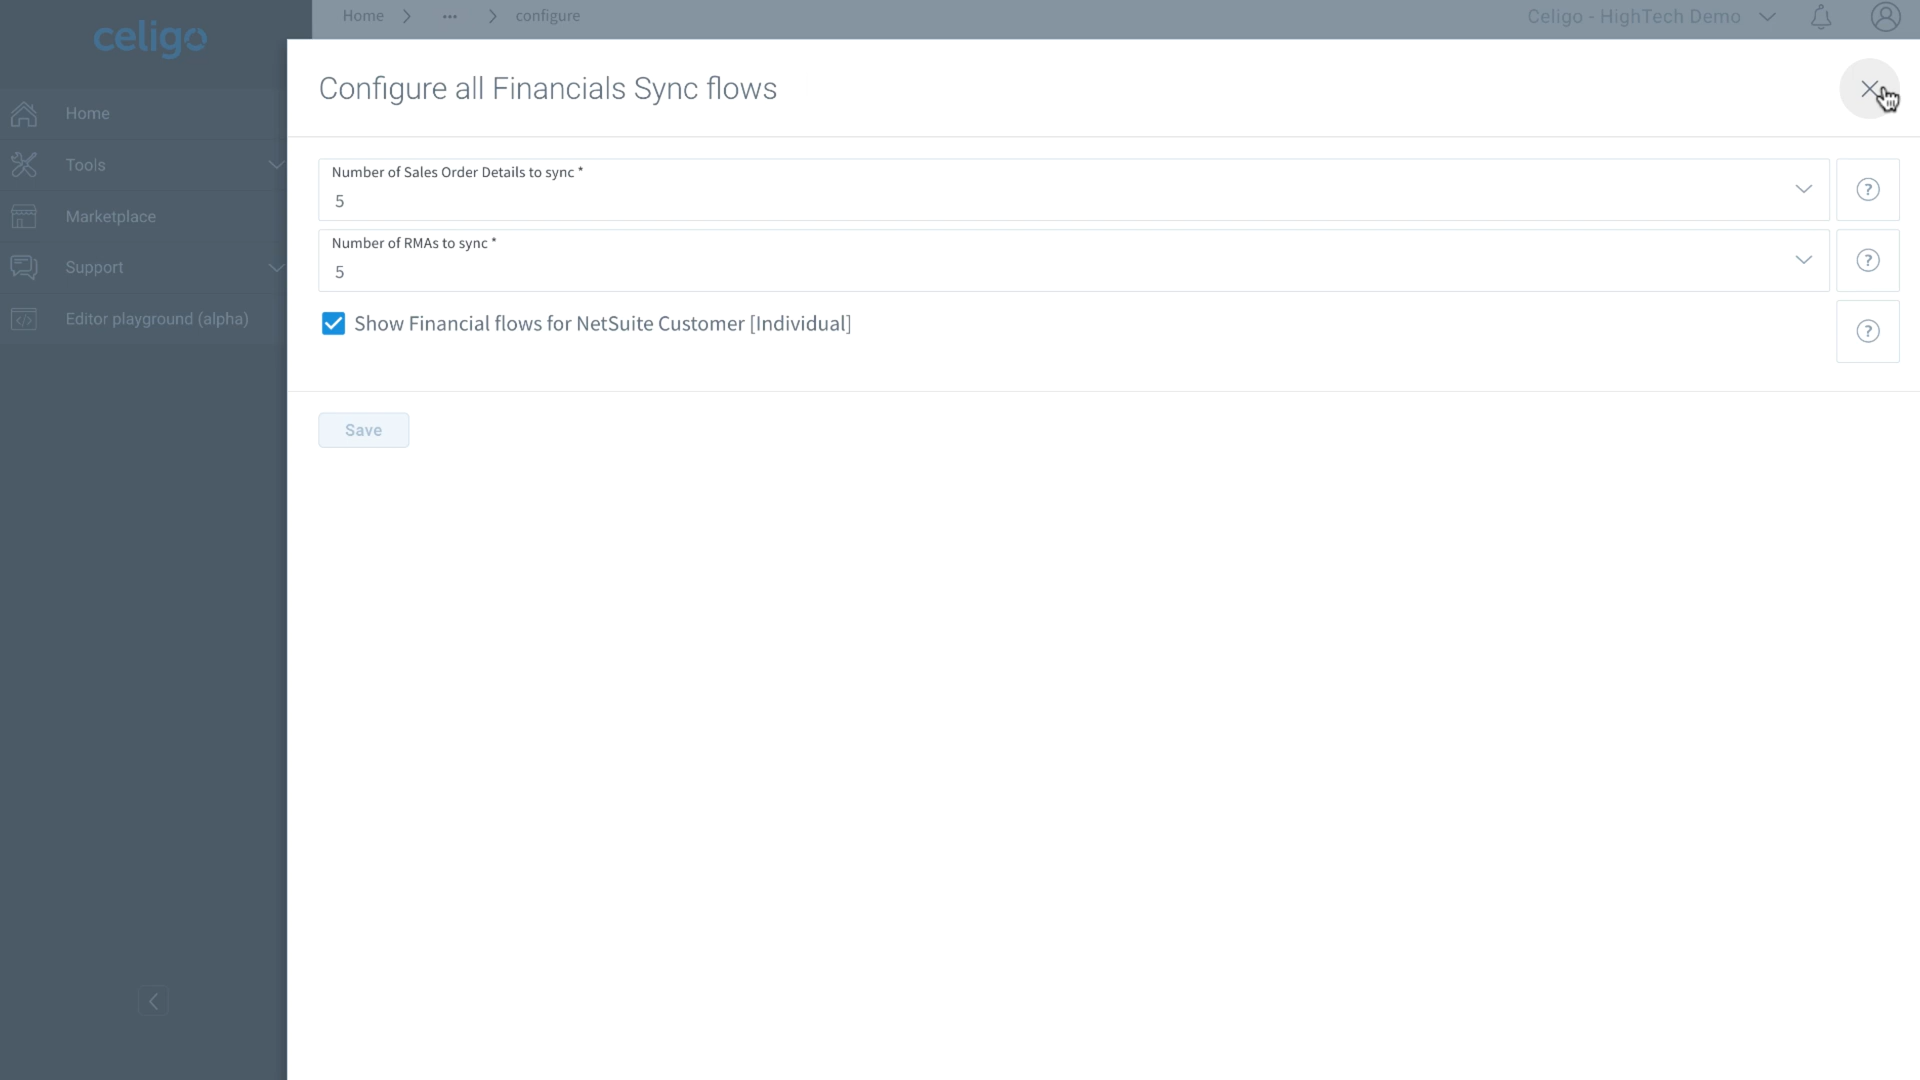 celigo
Home > ... > configure
Celigo - HighTech Demo
Home
Tools
Marketplace
Support
Editor playground (alpha)
Configure all Financials Sync flows
Number of Sales Order Details to sync *
5
?
Number of RMAs to sync *
5
?
Show Financial flows for NetSuite Customer [Individual]
?
Save